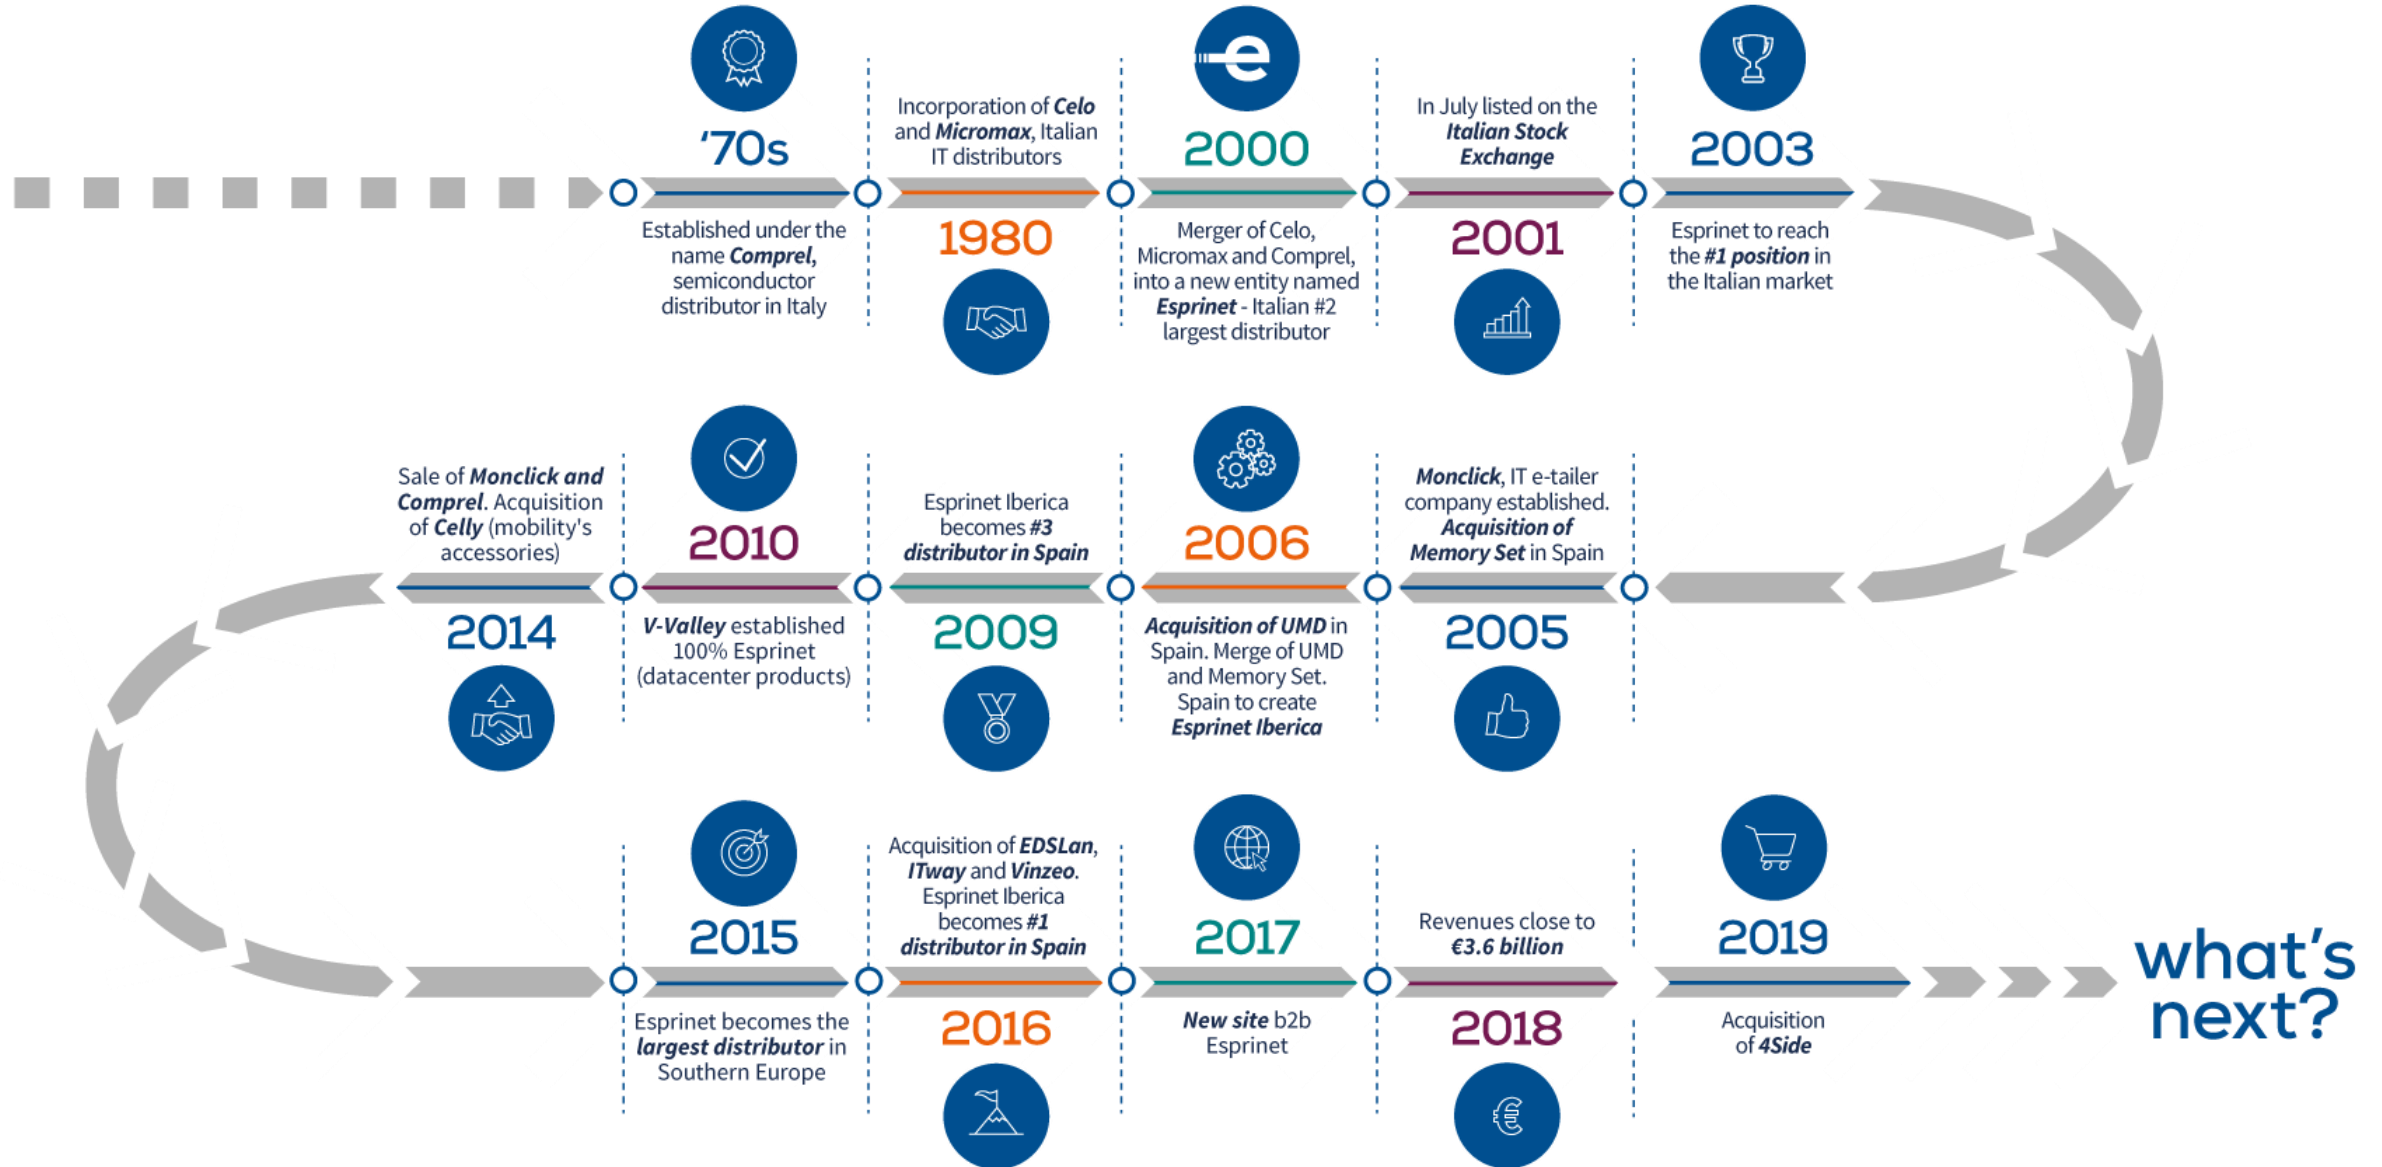 '70s
Established under the
name Comprel,
semiconductor
distributor in Italy
Incorporation of Celo
and Micromax, Italian
IT distributors
1980
e
2000
Merger of Celo,
Micromax and Comprel,
into a new entity named
Esprinet - Italian #2
largest distributor
In July listed on the
Italian Stock
Exchange
2001
2003
Esprinet to reach
the #1 position in
the Italian market
Monclick, IT e-tailer
company established.
Acquisition of
Memory Set in Spain
2005
2006
Acquisition of UMD in
Spain. Merge of UMD
and Memory Set.
Spain to create
Esprinet Iberica
Esprinet Iberica
becomes #3
distributor in Spain
2009
2010
V-Valley established
100% Esprinet
(datacenter products)
Sale of Monclick and
Comprel. Acquisition
of Celly (mobility's
accessories)
2014
2015
Esprinet becomes the
largest distributor in
Southern Europe
Acquisition of EDSLan,
ITway and Vinzeo.
Esprinet Iberica
becomes #1
distributor in Spain
2016
2017
New site b2b
Esprinet
Revenues close to
€3.6 billion
2018
€
2019
Acquisition
of 4Side
what's
next?